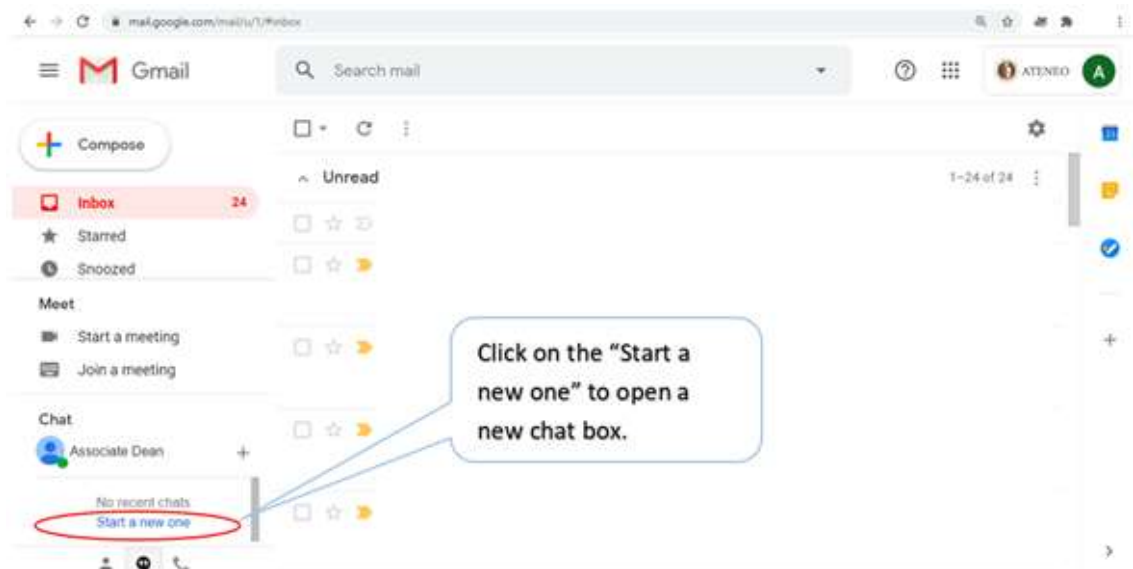 mail.google.com/mail/u/1/#inbox
Gmail
Search mail
ATENEO
A
Compose
Unread
1-24 of 24
Inbox 24
Starred
Snoozed
Meet
Start a meeting
Join a meeting
Click on the “Start a
new one” to open a
new chat box.
Chat
Associate Dean
No recent chats
Start a new one